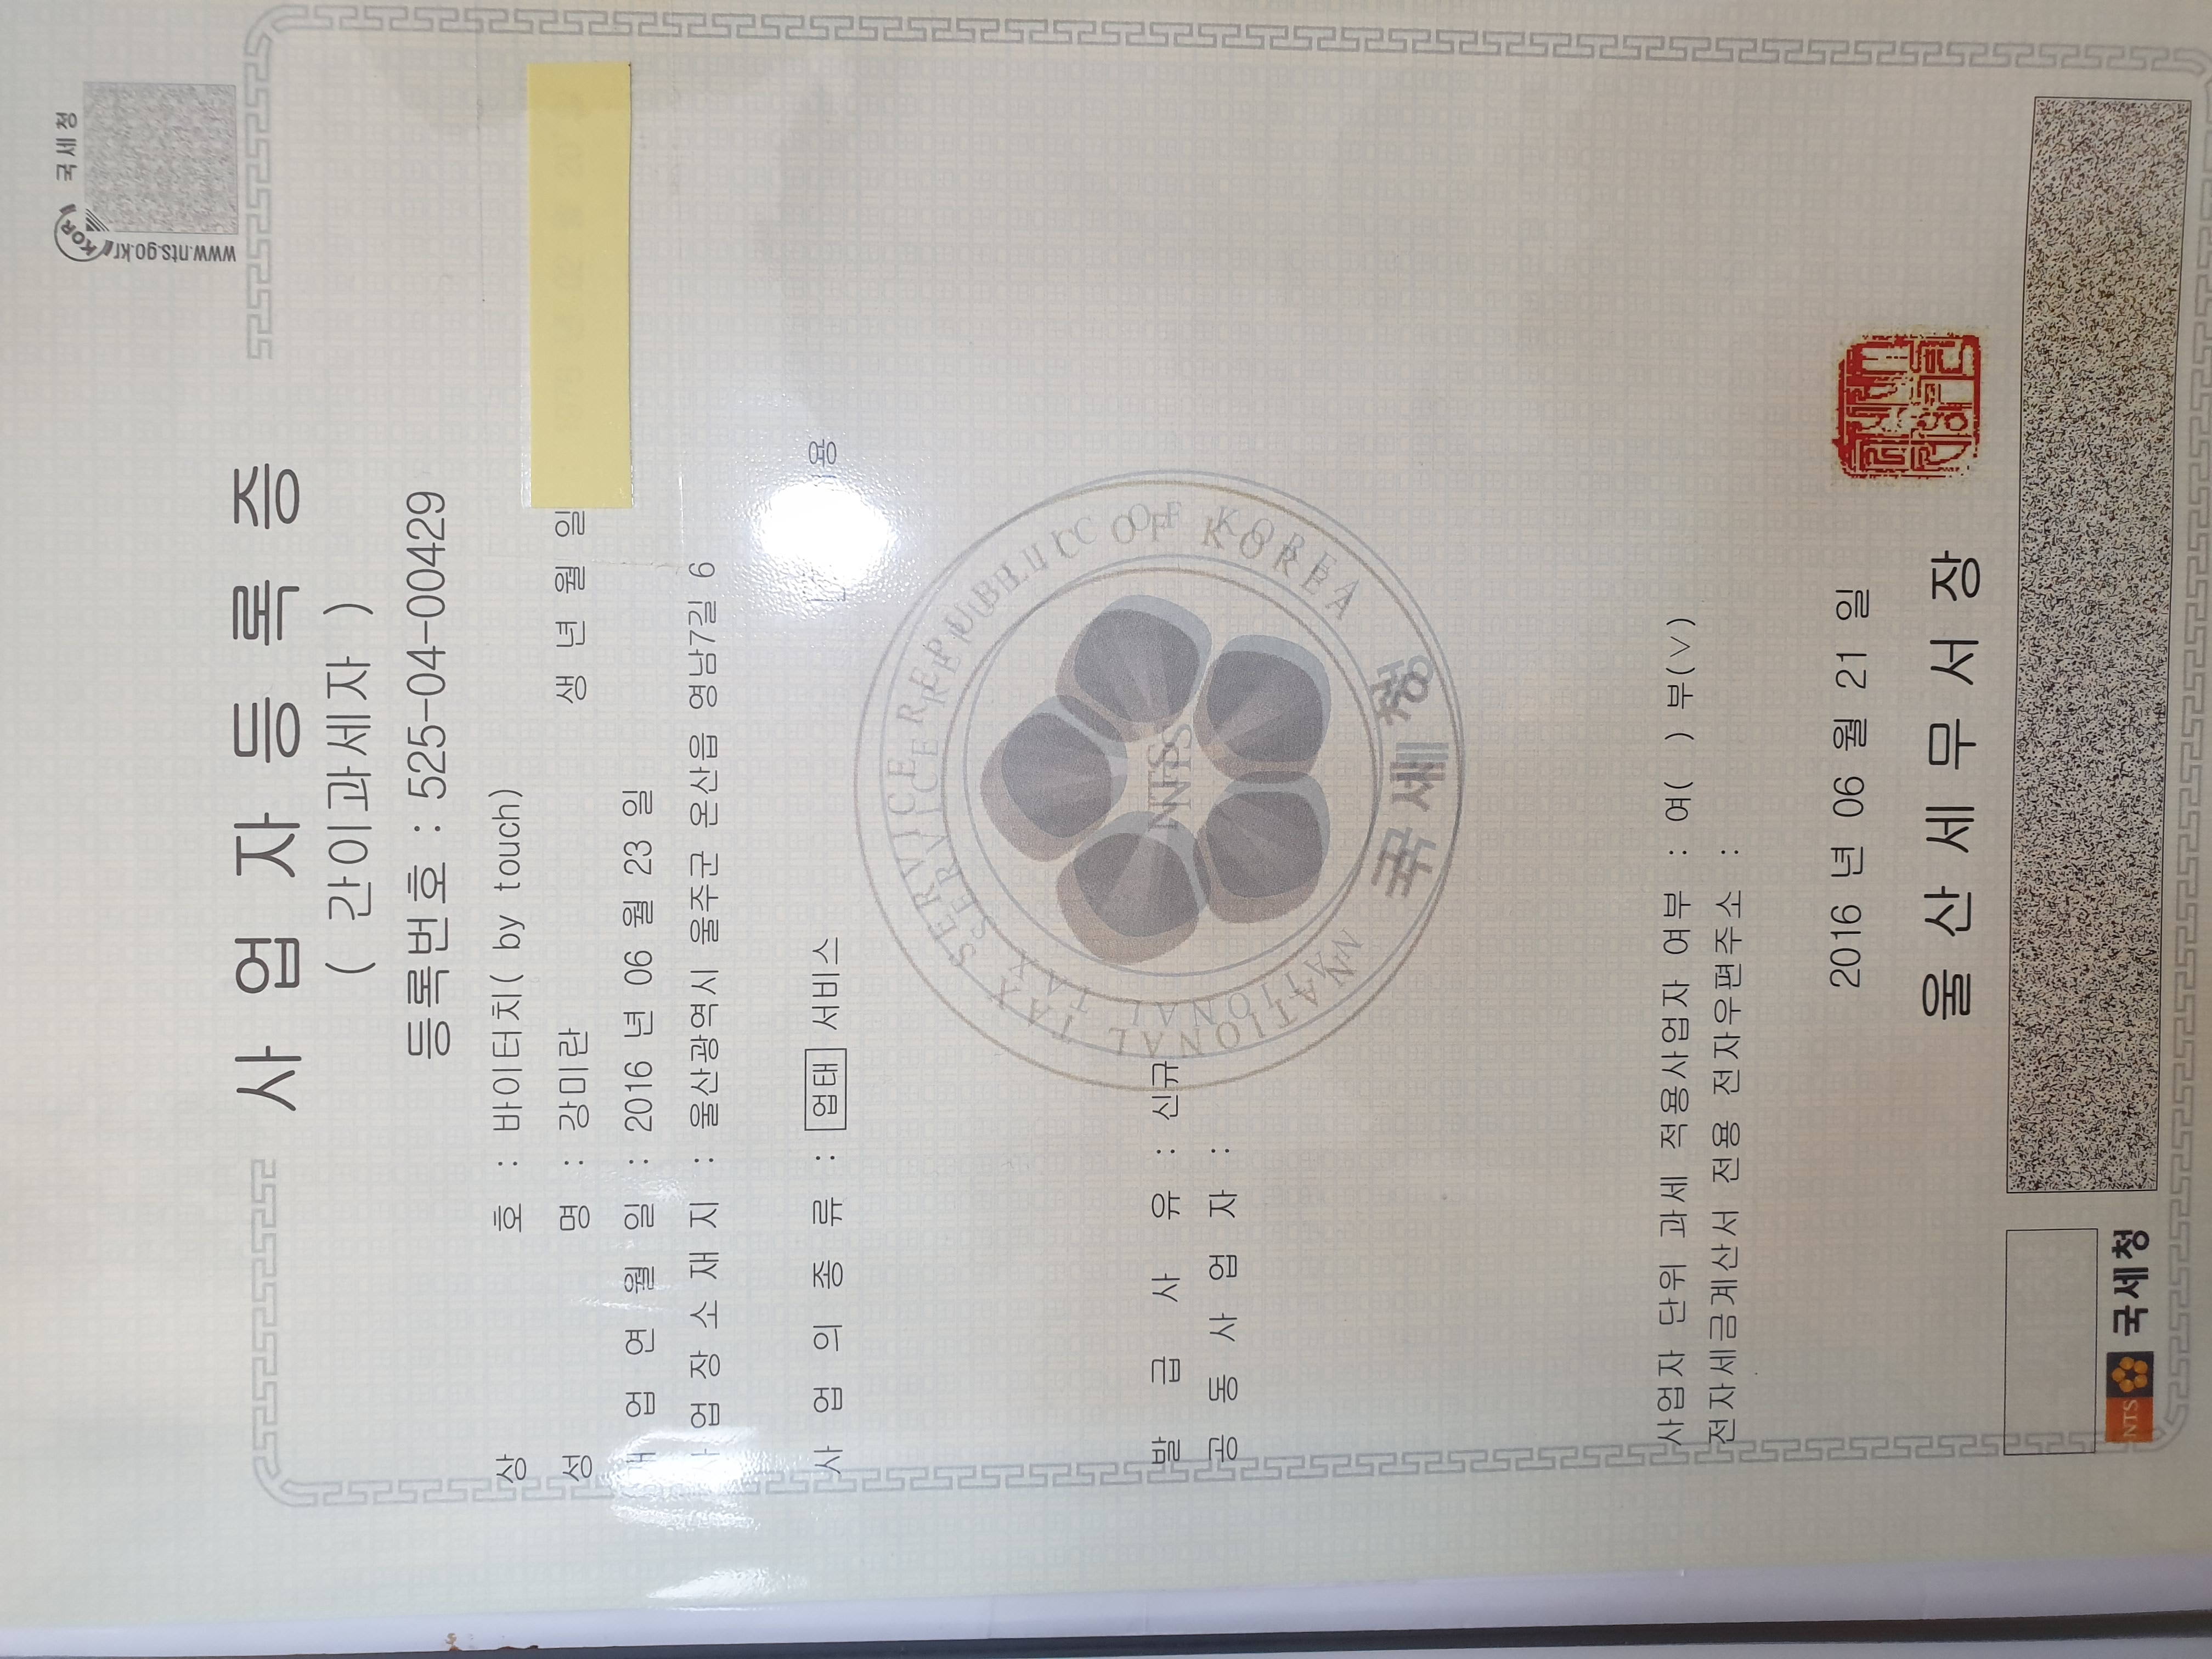 국세청
www.nts.go.kr
KOR
사업자등록증
( 간이과세자 )
등록번호 : 525-04-00429
상 호 : 바이터치( by touch)
성 명 : 강미란 생 년 월 일
개 업 연 월 일 : 2016 년 06 월 23 일
사 업 장 소 재 지 : 울산광역시 울주군 온산읍 영남7길 6
사 업 의 종 류 : 업태 서비스 용
NATIONAL TAX SERVICE REPUBLIC OF KOREA
NTS
국세청
발 급 사 유 : 신규
공 동 사 업 자 :
사업자 단위 과세 적용사업자 여부 : 여( ) 부(∨)
전자세금계산서 전용 전자우편주소 :
2016 년 06 월 21 일
울산세무서장
NTS 국세청